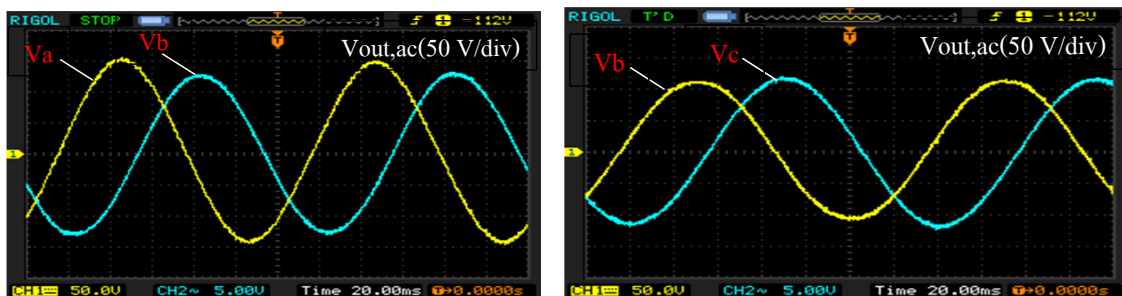 RIGOL STOP T -112V
Vout,ac(50 V/div)
Va
Vb
1
CH1 50.0V CH2~ 5.00V Time 20.00ms T→0.0000s
RIGOL T'D T -112V
Vout,ac(50 V/div)
Vb
Vc
1
CH1 50.0V CH2~ 5.00V Time 20.00ms T→0.0000s